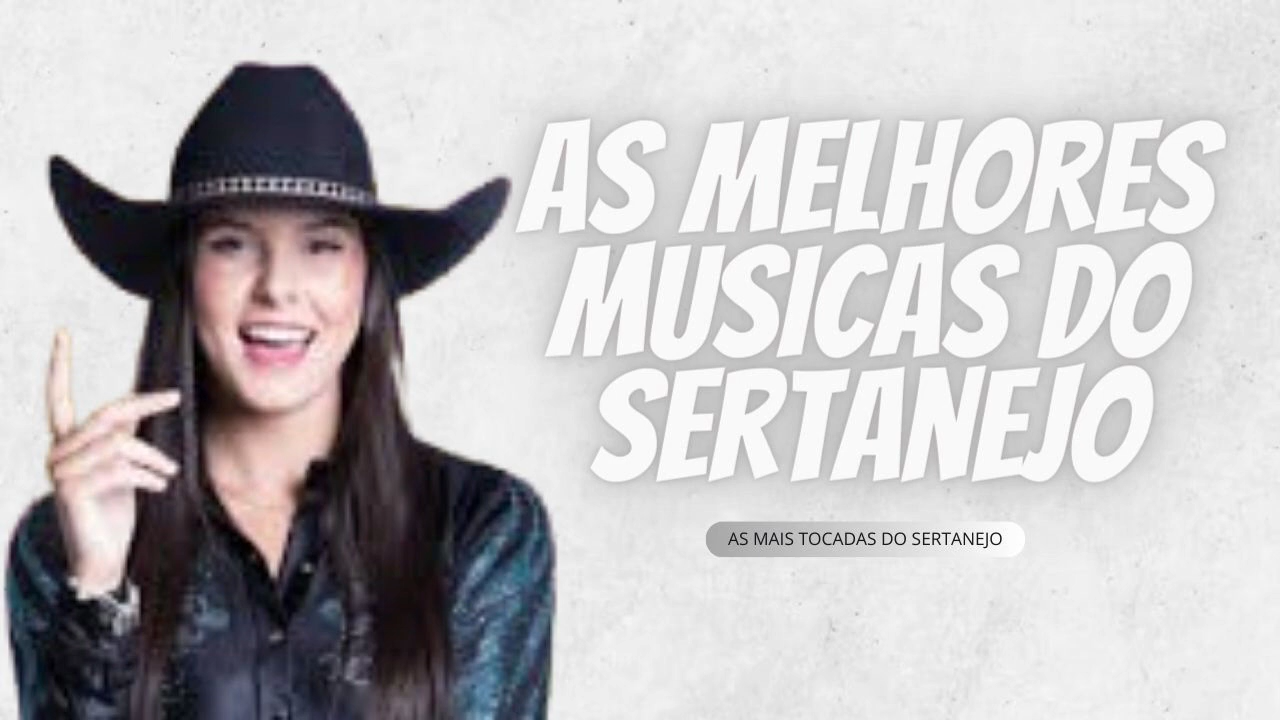 AS MELHORES
MUSICAS DO
SERTANEJO
AS MAIS TOCADAS DO SERTANEJO